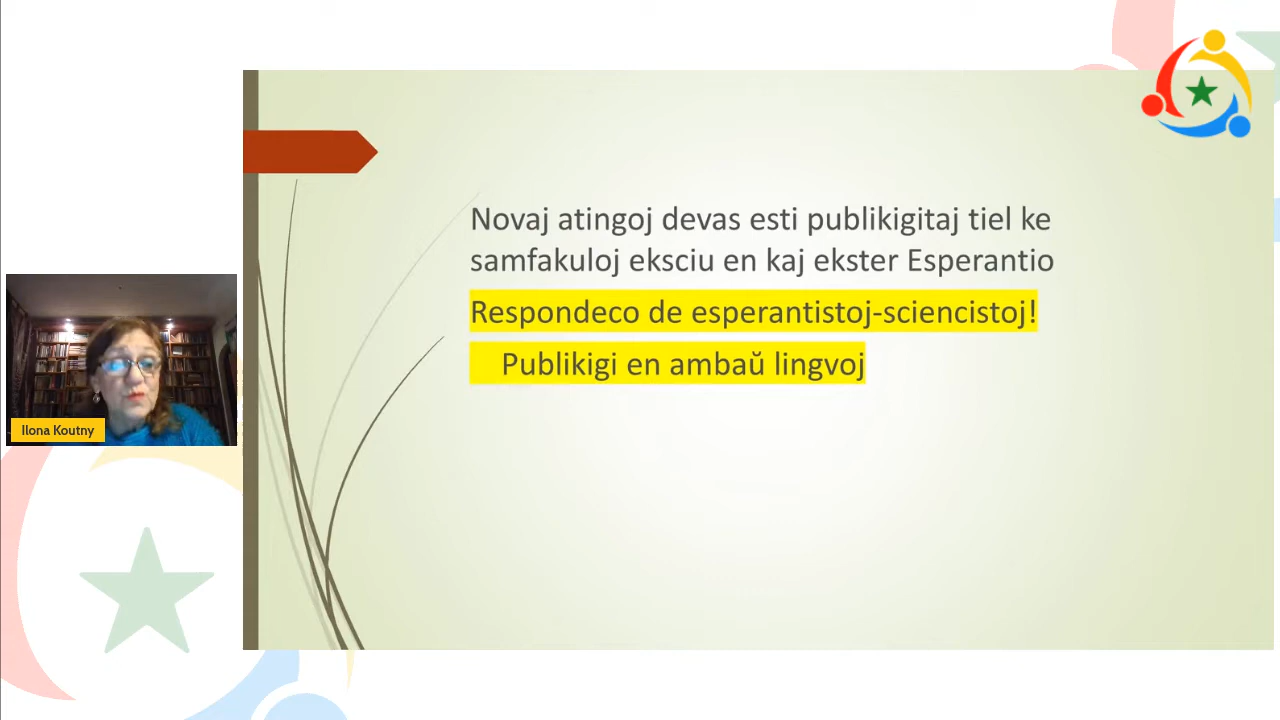 Novaj atingoj devas esti publikigitaj tiel ke
samfakuloj eksciu en kaj ekster Esperantio
Respondeco de esperantistoj-sciencistoj!
Publikigi en ambaŭ lingvoj
Ilona Koutny